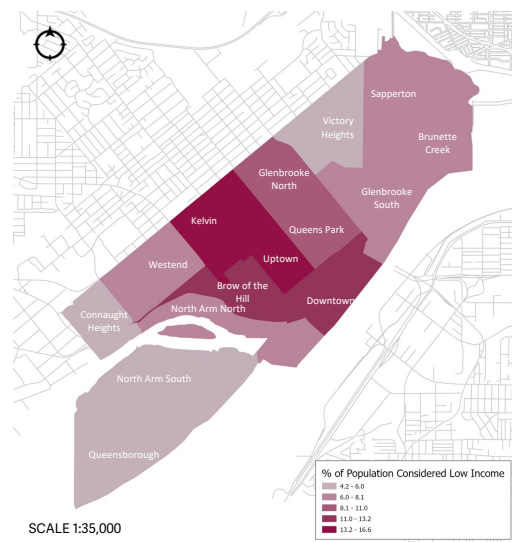 Sapperton
Victory
Heights
Brunette
Creek
Glenbrooke
North
Glenbrooke
South
Kelvin
Queens Park
Uptown
Westend
Brow of the
Hill
Downtown
North Arm North
Connaught
Heights
North Arm South
Queensborough
% of Population Considered Low Income
4.2 - 6.0
6.0 - 8.1
8.1 - 11.0
11.0 - 13.2
13.2 - 16.6
SCALE 1:35,000